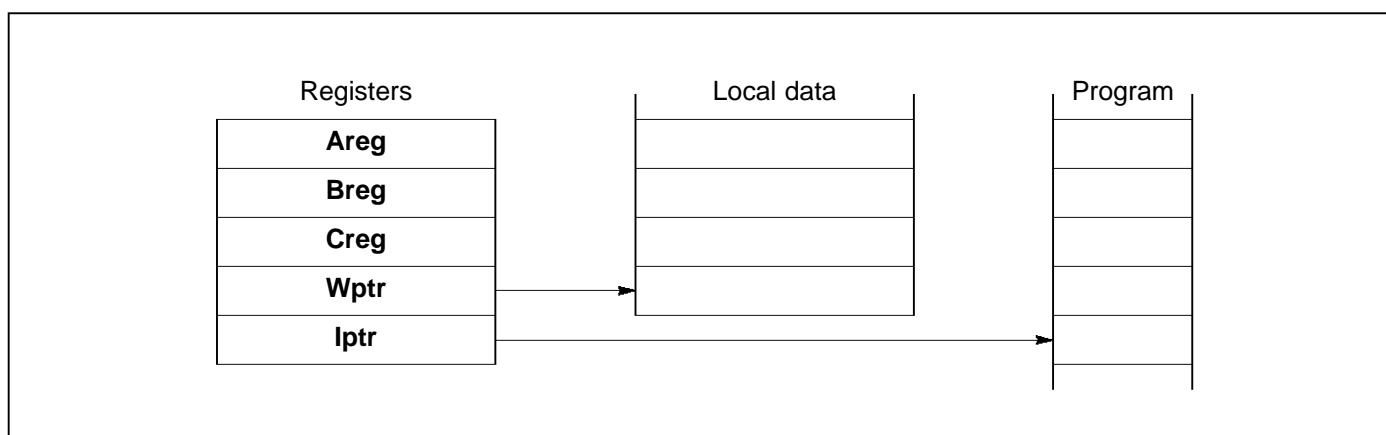 Registers
Local data
Program
Areg
Breg
Creg
Wptr
Iptr